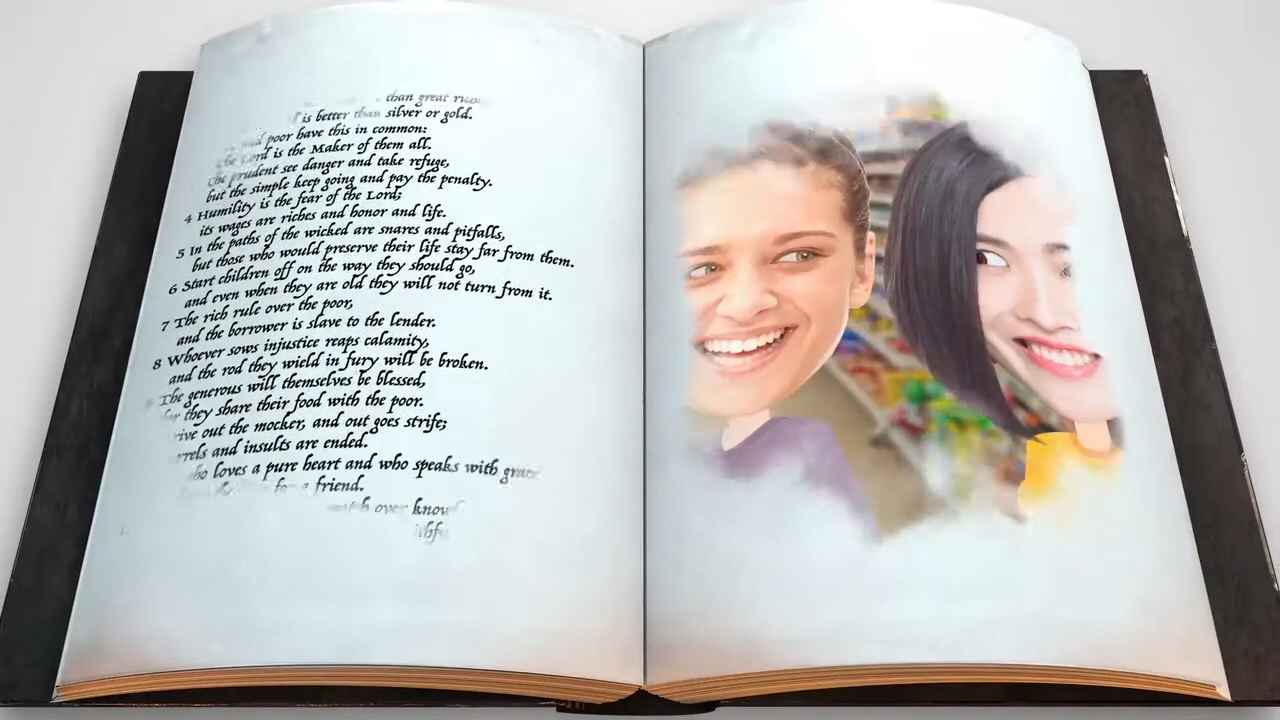 than great
is better than silver or gold.
poor have this in common:
The Lord is the Maker of them all.
The prudent see danger and take refuge,
but the simple keep going and pay the penalty.
4 Humility is the fear of the Lord;
its wages are riches and honor and life.
5 In the paths of the wicked are snares and pitfalls,
but those who would preserve their life stay far from them.
6 Start children off on the way they should go,
and even when they are old they will not turn from it.
7 The rich rule over the poor,
and the borrower is slave to the lender.
8 Whoever sows injustice reaps calamity,
and the rod they wield in fury will be broken.
The generous will themselves be blessed,
for they share their food with the poor.
out the mocker, and out goes strife;
and insults are ended.
loves a pure heart and who speaks with
friend.
over